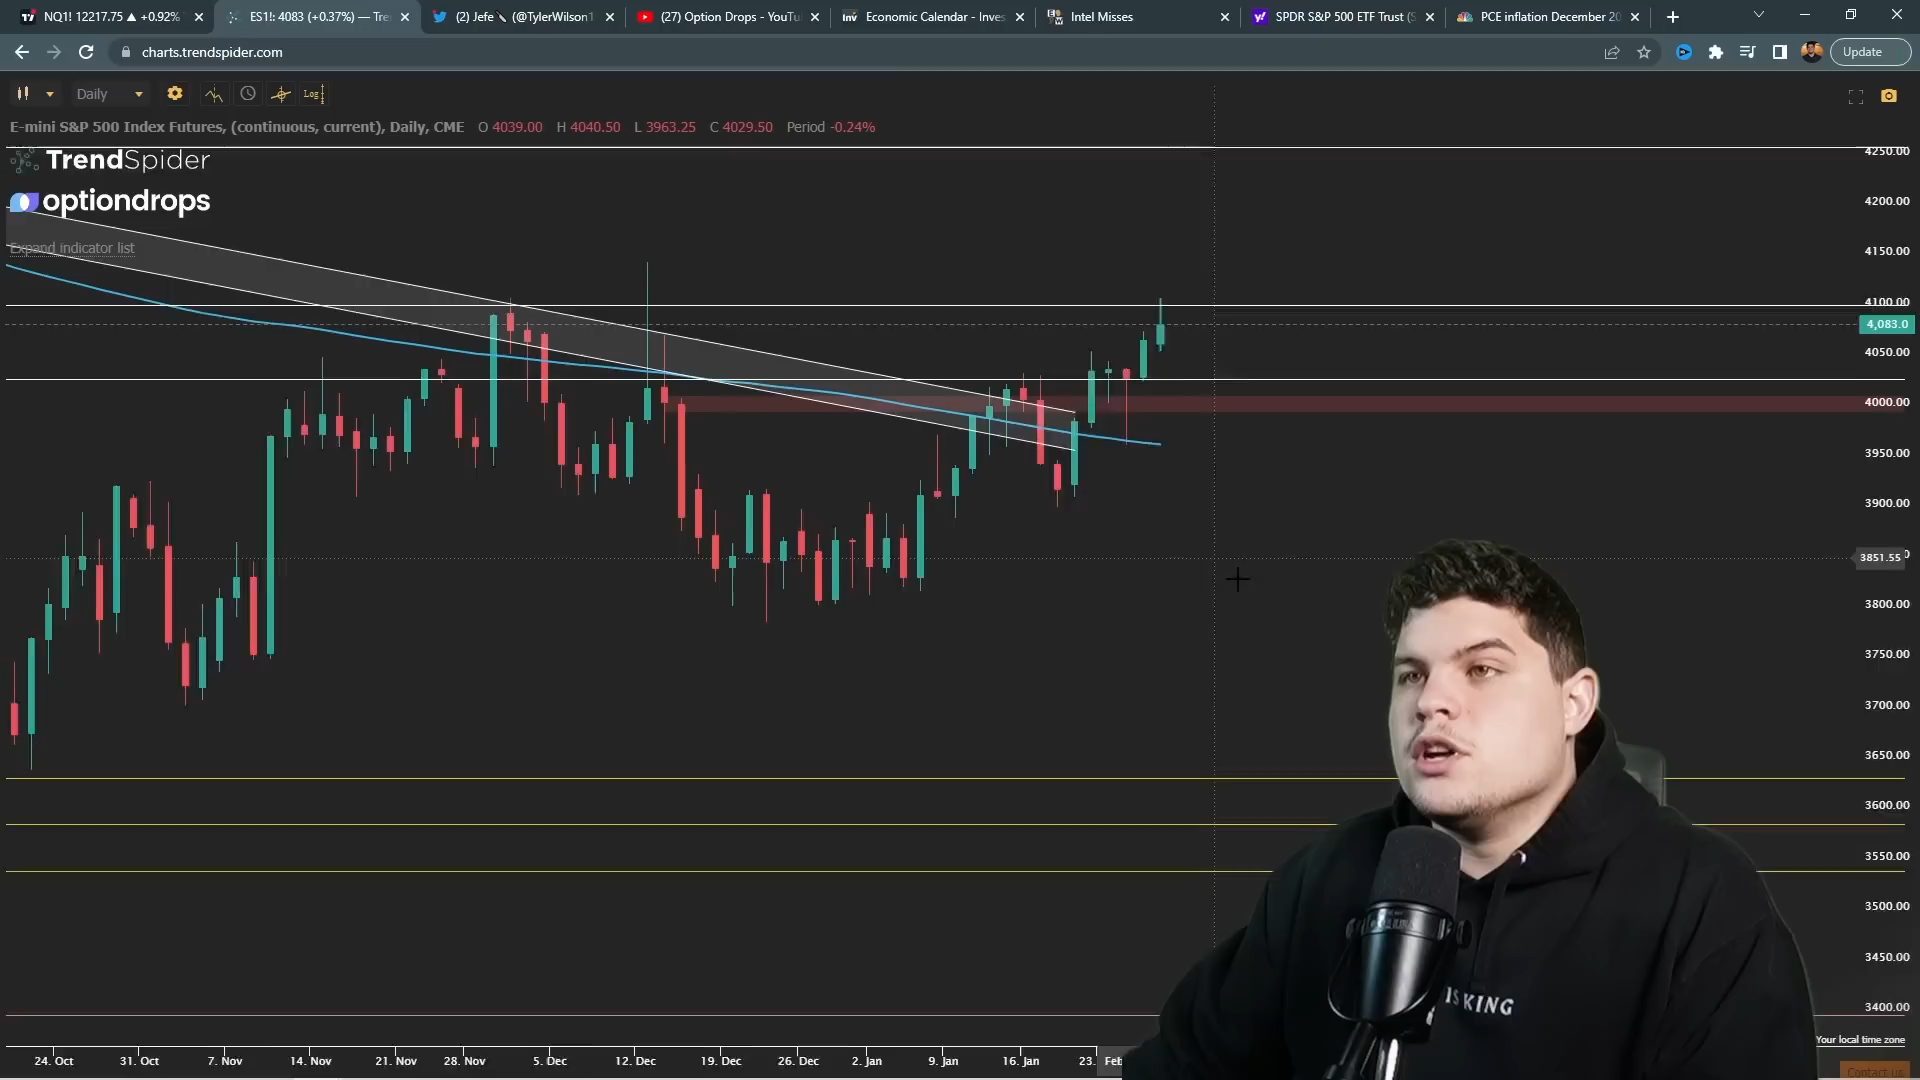 NQ1! 12217.75 ▲ +0.92%
ES1!: 4083 (+0.37%) — Tre
(2) Jefe (@TylerWilson1
(27) Option Drops - YouTu
Economic Calendar - Inves
Intel Misses
SPDR S&P 500 ETF Trust (S
PCE inflation December 20
charts.trendspider.com
Update
Daily
Log
E-mini S&P 500 Index Futures, (continuous, current), Daily, CME O 4039.00 H 4040.50 L 3963.25 C 4029.50 Period -0.24%
TrendSpider
optiondrops
Expand indicator list
4250.00
4200.00
4150.00
4100.00
4,083.0
4050.00
4000.00
3950.00
3900.00
3851.55
3800.00
3750.00
3700.00
3650.00
3600.00
3550.00
3500.00
3450.00
3400.00
IS KING
Your local time zone
24. Oct 31. Oct 7. Nov 14. Nov 21. Nov 28. Nov 5. Dec 12. Dec 19. Dec 26. Dec 2. Jan 9. Jan 16. Jan 23. Feb
Contact us